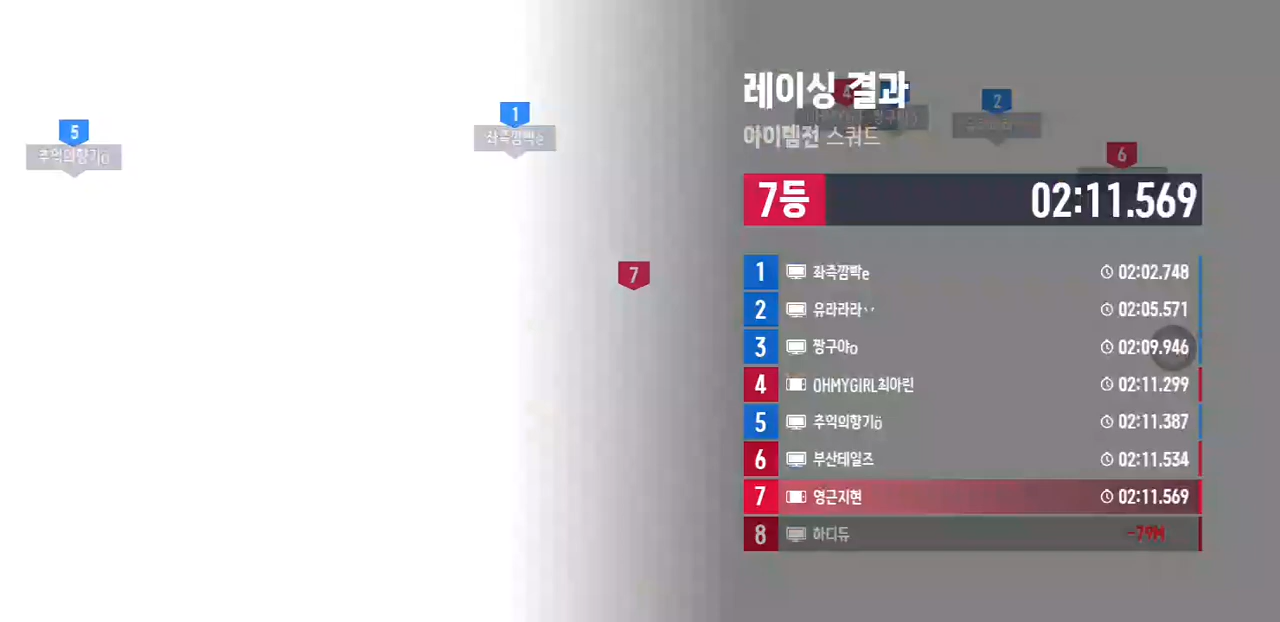 레이싱 결과
아이템전 스쿼드
7등 02:11.569
1 좌측깜빡e 02:02.748
2 유라라라ᵕᵕ 02:05.571
3 짱구야o 02:09.946
4 OHMYGIRL최아린 02:11.299
5 추억의향기ö 02:11.387
6 부산테일즈 02:11.534
7 영근지현 02:11.569
8 하디듀 -79M
5
추억의향기ö
1
좌측깜빡e
4
2
6
7